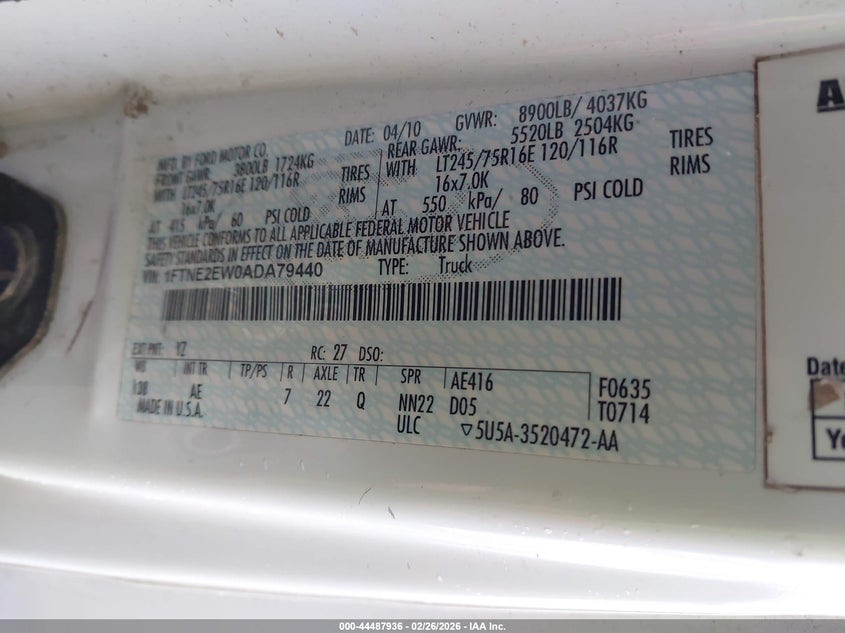 MFD. BY FORD MOTOR CO.
DATE: 04/10 GVWR: 8900LB/ 4037KG
FRONT GAWR: 3800LB 1724KG
REAR GAWR: 5520LB 2504KG
WITH LT245/75R16E 120/116R TIRES
WITH LT245/75R16E 120/116R TIRES
16x7.0K RIMS
16x7.0K RIMS
AT 415 kPa/ 60 PSI COLD
AT 550 kPa/ 80 PSI COLD
THIS VEHICLE CONFORMS TO ALL APPLICABLE FEDERAL MOTOR VEHICLE
SAFETY STANDARDS IN EFFECT ON THE DATE OF MANUFACTURE SHOWN ABOVE.
VIN: 1FTNE2EW0ADA79440 TYPE: Truck
EXT PNT: YZ RC: 27 DSO:
WB INT TR TP/PS R AXLE TR SPR AE416 F0635
138 AE 7 22 Q NN22 D05 T0714
MADE IN U.S.A. ULC ▽5U5A-3520472-AA
A
Date
Ye
000-44487936 - 02/26/2026 - IAA Inc.